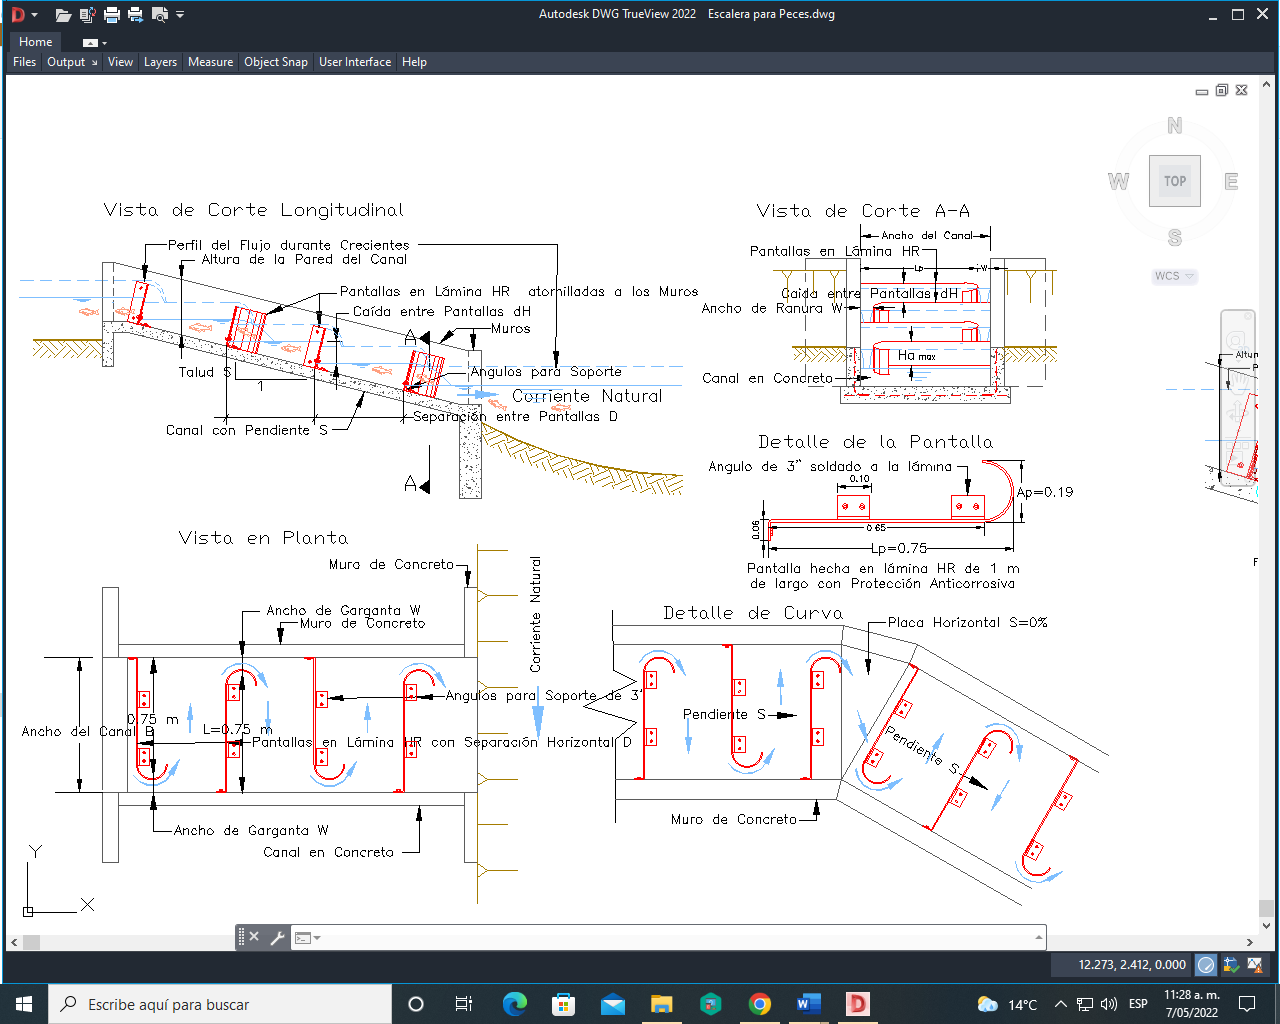 Autodesk DWG TrueView 2022 Escalera para Peces.dwg
Home
Files Output View Layers Measure Object Snap User Interface Help
N
W TOP E
S
WCS
Vista de Corte Longitudinal
Perfil del Flujo durante Crecientes
Altura de la Pared del Canal
Pantallas en Lámina HR atornilladas a los Muros
Caída entre Pantallas dH
A
Muros
Talud S
1
Angulos para Soporte
Corriente Natural
Separación entre Pantallas D
Canal con Pendiente S
A
Vista de Corte A-A
Ancho del Canal
Pantallas en Lámina HR
Lp W
Caída entre Pantallas dH
Ancho de Ranura W
Ha max
Canal en Concreto
Altur
P
Detalle de la Pantalla
Angulo de 3" soldado a la lámina
0.10
Ap=0.19
0.06
0.65
Lp=0.75
Pantalla hecha en lámina HR de 1 m
de largo con Protección Anticorrosiva
F
Vista en Planta
Muro de Concreto
Corriente Natural
Ancho de Garganta W
Muro de Concreto
Angulos para Soporte de 3"
0.75 m
L=0.75 m
Ancho del Canal B
Pantallas en Lámina HR con Separación Horizontal D
Ancho de Garganta W
Canal en Concreto
Detalle de Curva
Placa Horizontal S=0%
Pendiente S
Pendiente S
Muro de Concreto
Y
X
12.273, 2.412, 0.000
Escribe aquí para buscar
14°C
ESP
11:28 a. m.
7/05/2022